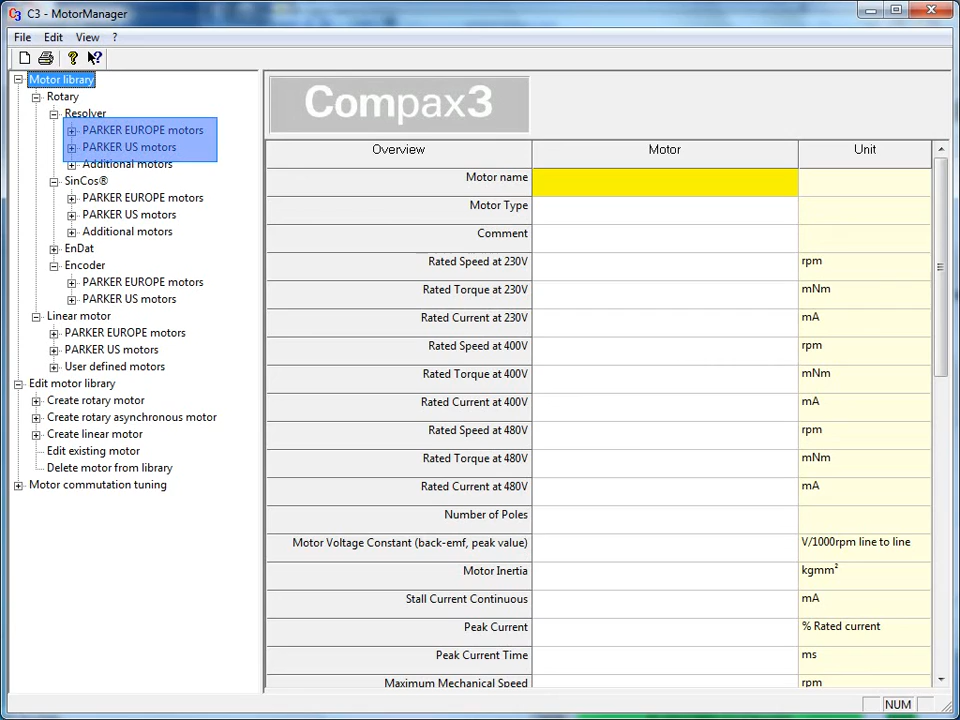 C3 - MotorManager
File Edit View ?
Motor library
Rotary
Resolver
PARKER EUROPE motors
PARKER US motors
Additional motors
SinCos®
PARKER EUROPE motors
PARKER US motors
Additional motors
EnDat
Encoder
PARKER EUROPE motors
PARKER US motors
Linear motor
PARKER EUROPE motors
PARKER US motors
User defined motors
Edit motor library
Create rotary motor
Create rotary asynchronous motor
Create linear motor
Edit existing motor
Delete motor from library
Motor commutation tuning
Compax3
Overview Motor Unit
Motor name
Motor Type
Comment
Rated Speed at 230V rpm
Rated Torque at 230V mNm
Rated Current at 230V mA
Rated Speed at 400V rpm
Rated Torque at 400V mNm
Rated Current at 400V mA
Rated Speed at 480V rpm
Rated Torque at 480V mNm
Rated Current at 480V mA
Number of Poles
Motor Voltage Constant (back-emf, peak value) V/1000rpm line to line
Motor Inertia kgmm²
Stall Current Continuous mA
Peak Current % Rated current
Peak Current Time ms
Maximum Mechanical Speed rpm
NUM